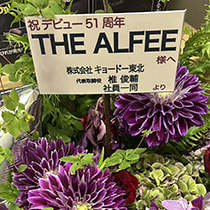 祝デビュー51周年
THE ALFEE
様へ
株式会社 キョードー東北
代表取締役 椎 俊輔
社員一同
より